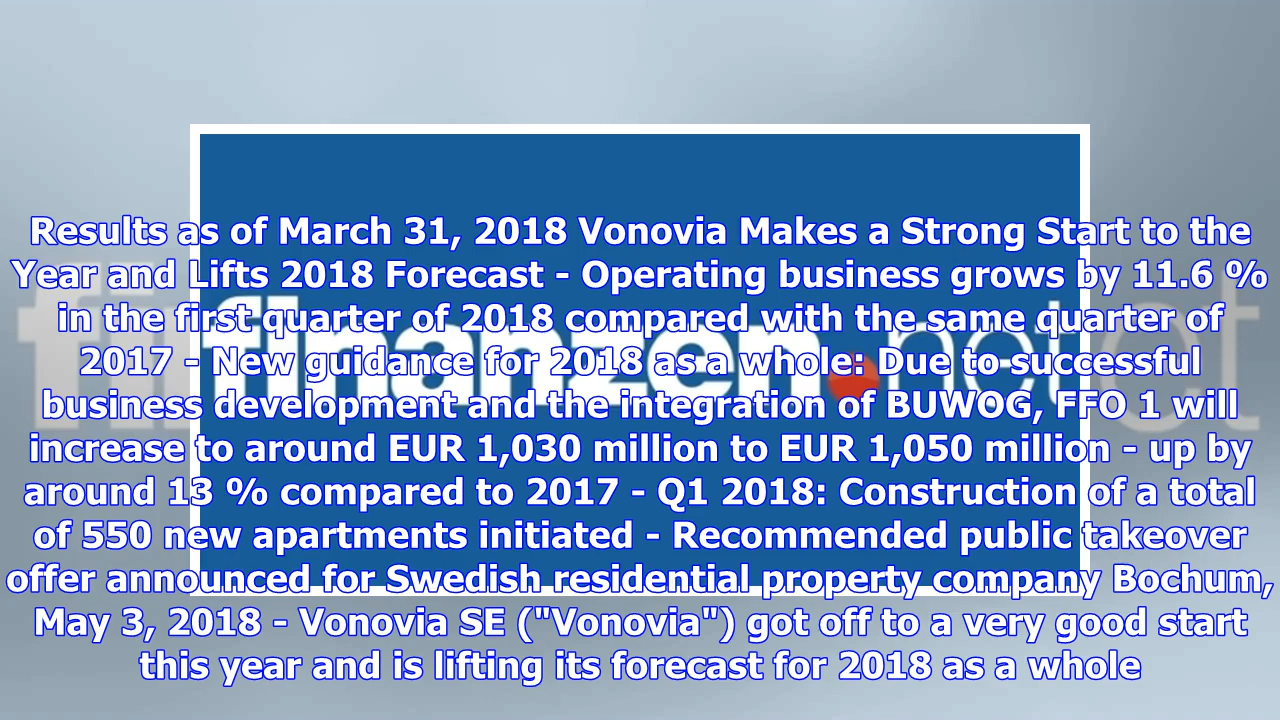 Results as of March 31, 2018 Vonovia Makes a Strong Start to the
Year and Lifts 2018 Forecast - Operating business grows by 11.6 %
in the first quarter of 2018 compared with the same quarter of
2017 - New guidance for 2018 as a whole: Due to successful
business development and the integration of BUWOG, FFO 1 will
increase to around EUR 1,030 million to EUR 1,050 million - up by
around 13 % compared to 2017 - Q1 2018: Construction of a total
of 550 new apartments initiated - Recommended public takeover
offer announced for Swedish residential property company Bochum,
May 3, 2018 - Vonovia SE ("Vonovia") got off to a very good start
this year and is lifting its forecast for 2018 as a whole
finanzen.net